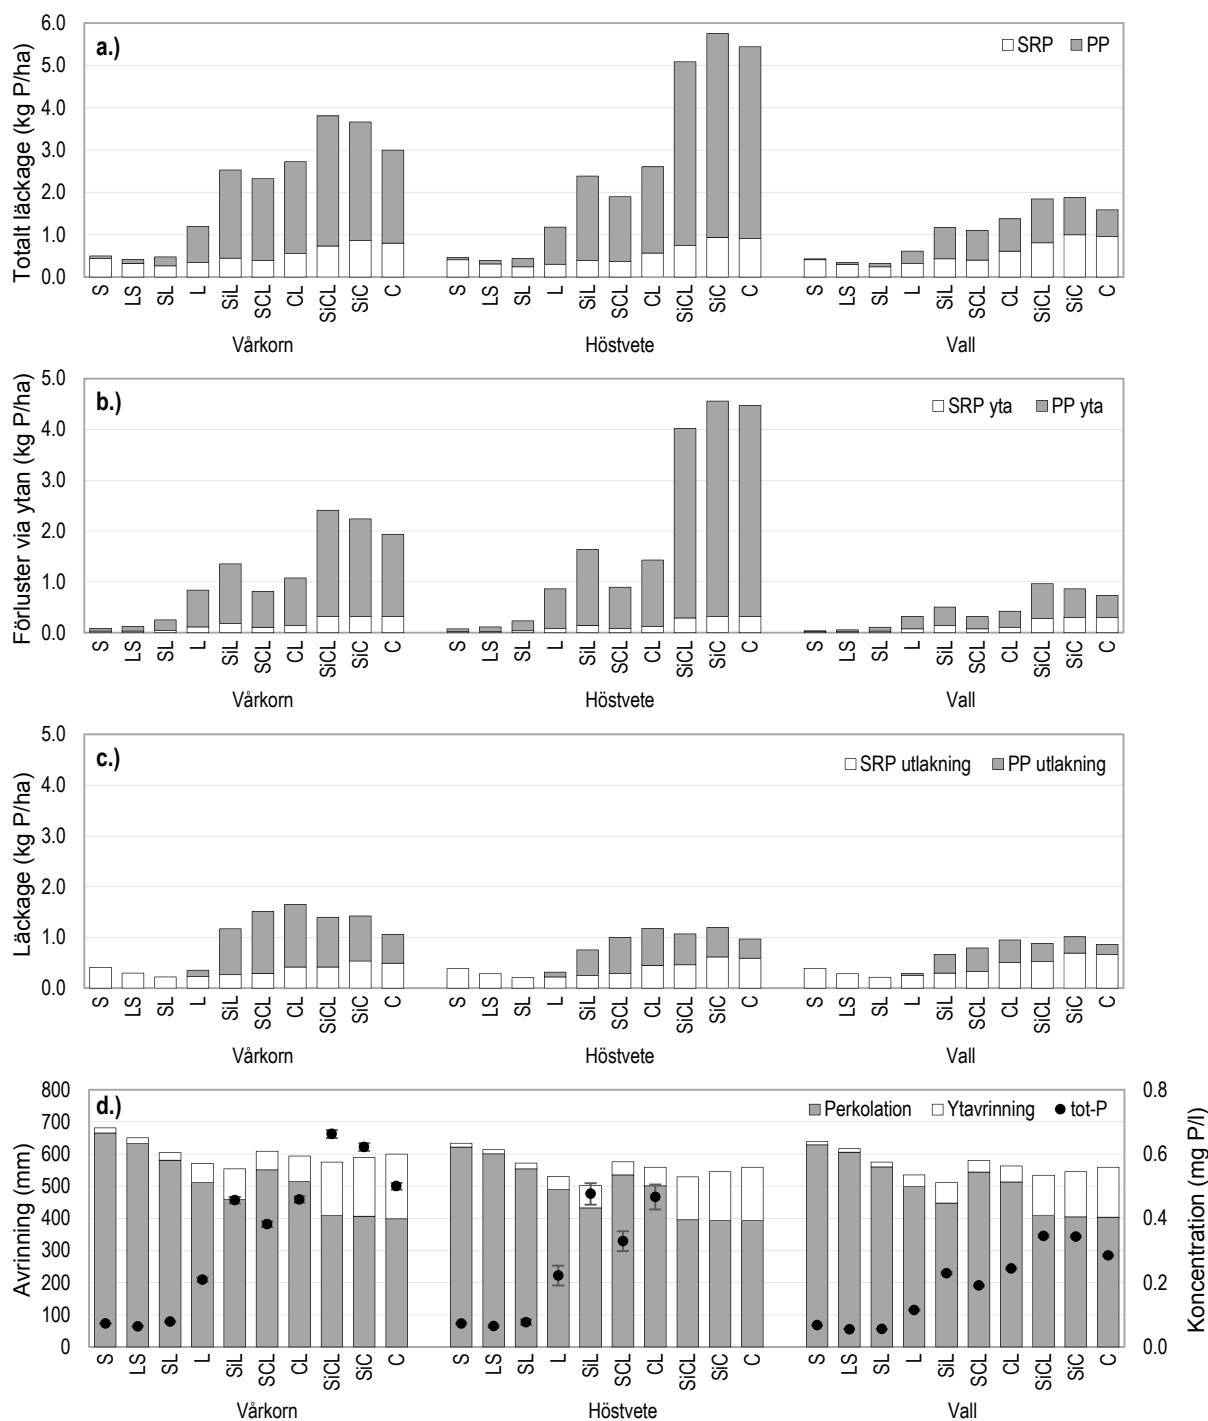 a.)
SRP PP
Totalt läckage (kg P/ha)
6.0
5.0
4.0
3.0
2.0
1.0
0.0
S LS SL L SiL SCL CL SiCL SiC C S LS SL L SiL SCL CL SiCL SiC C S LS SL L SiL SCL CL SiCL SiC C
Vårkorn Höstvete Vall
b.)
SRP yta PP yta
Förluster via ytan (kg P/ha)
5.0
4.0
3.0
2.0
1.0
0.0
S LS SL L SiL SCL CL SiCL SiC C S LS SL L SiL SCL CL SiCL SiC C S LS SL L SiL SCL CL SiCL SiC C
Vårkorn Höstvete Vall
c.)
SRP utlakning PP utlakning
Läckage (kg P/ha)
5.0
4.0
3.0
2.0
1.0
0.0
S LS SL L SiL SCL CL SiCL SiC C S LS SL L SiL SCL CL SiCL SiC C S LS SL L SiL SCL CL SiCL SiC C
Vårkorn Höstvete Vall
d.)
Perkolation Ytavrinning tot-P
Avrinning (mm)
800
700
600
500
400
300
200
100
0
Koncentration (mg P/l)
0.8
0.6
0.4
0.2
0.0
S LS SL L SiL SCL CL SiCL SiC C S LS SL L SiL SCL CL SiCL SiC C S LS SL L SiL SCL CL SiCL SiC C
Vårkorn Höstvete Vall